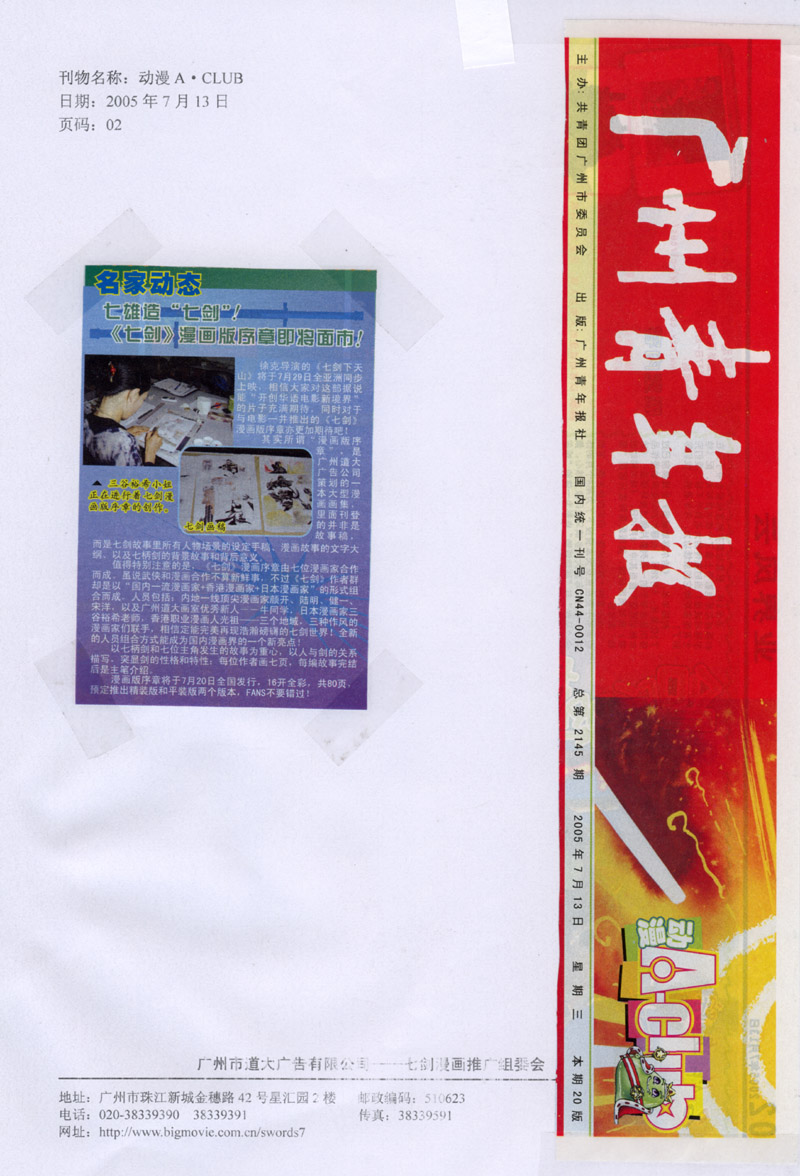 刊物名称：动漫 A·CLUB
日期：2005 年 7 月 13 日
页码：02
名家动态
七雄造“七剑”！
《七剑》漫画版序章即将面市！
徐克导演的《七剑下天
山》将于7月29日全亚洲同步
上映，相信大家对这部据说
能“开创华语电影新境界”
的片子充满期待，同时对于
与电影一并推出的《七剑》
漫画版序章亦更加期待吧！
其实所谓“漫画版序
章”，是
广州道大
广告公司
策划的一
本大型漫
画画集，
里面刊登
的并非是
故事稿，
▲ 三谷裕希小姐
正在进行着七剑漫
画版序章的创作。
七剑画稿
而是七剑故事里所有人物场景的设定手稿、漫画故事的文字大
纲，以及七柄剑的背景故事和背后意义。
值得特别注意的是，《七剑》漫画序章由七位漫画家合作
而成，虽说武侠和漫画合作不算新鲜事，不过《七剑》作者群
却是以“国内一流漫画家+香港漫画家+日本漫画家”的形式组
合而成，人员包括：内地一线顶尖漫画家颜开、陆明、健一、
宋洋，以及广州道大画室优秀新人——牛同学，日本漫画家三
谷裕希老师，香港职业漫画人光祖——三个地域，三种作风的
漫画家们联手，相信定能完美再现浩瀚磅礴的七剑世界！全新
的人员组合方式能成为国内漫画界的一个新亮点！
以七柄剑和七位主角发生的故事为重心，以人与剑的关系
描写，突显剑的性格和特性；每位作者画七页，每编故事完结
后是主笔介绍。
漫画版序章将于7月20日全国发行，16开全彩，共80页，
预定推出精装版和平装版两个版本，FANS不要错过！
广州青年报
主办：共青团广州市委员会 出版：广州青年报社 国内统一刊号 CN44-0012 总第 2145 期 2005年7月13日 星期三 本期20版
动漫
A-CLUB
广州市道大广告有限公司——七剑漫画推广组委会
地址：广州市珠江新城金穗路 42 号星汇园 2 楼 邮政编码：510623
电话：020-38339390 38339391 传真：38339591
网址：http://www.bigmovie.com.cn/swords7